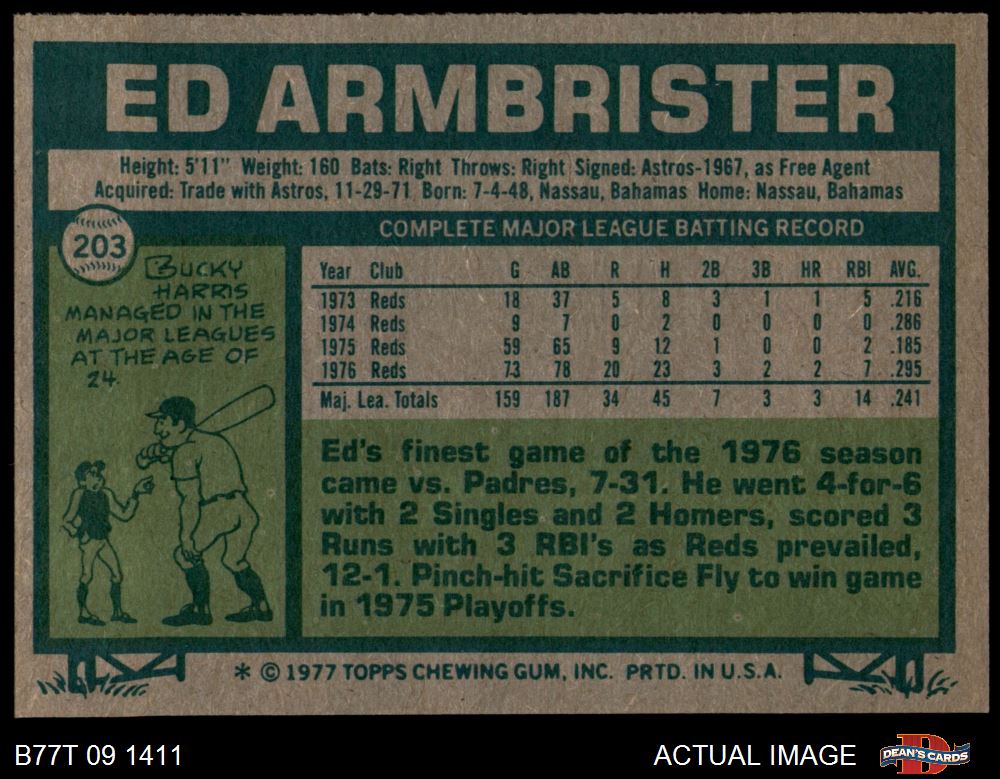 ED ARMBRISTER
Height: 5'11" Weight: 160 Bats: Right Throws: Right Signed: Astros-1967, as Free Agent
Acquired: Trade with Astros, 11-29-71 Born: 7-4-48, Nassau, Bahamas Home: Nassau, Bahamas
203
BUCKY
HARRIS
MANAGED IN THE
MAJOR LEAGUES
AT THE AGE OF
24.
COMPLETE MAJOR LEAGUE BATTING RECORD
Year Club G AB R H 2B 3B HR RBI AVG.
1973 Reds 18 37 5 8 3 1 1 5 .216
1974 Reds 9 7 0 2 0 0 0 0 .286
1975 Reds 59 65 9 12 1 0 0 2 .185
1976 Reds 73 78 20 23 3 2 2 7 .295
Maj. Lea. Totals 159 187 34 45 7 3 3 14 .241
Ed's finest game of the 1976 season
came vs. Padres, 7-31. He went 4-for-6
with 2 Singles and 2 Homers, scored 3
Runs with 3 RBI's as Reds prevailed,
12-1. Pinch-hit Sacrifice Fly to win game
in 1975 Playoffs.
* © 1977 TOPPS CHEWING GUM, INC. PRTD. IN U.S.A.
B77T 09 1411
ACTUAL IMAGE
D
DEAN'S CARDS